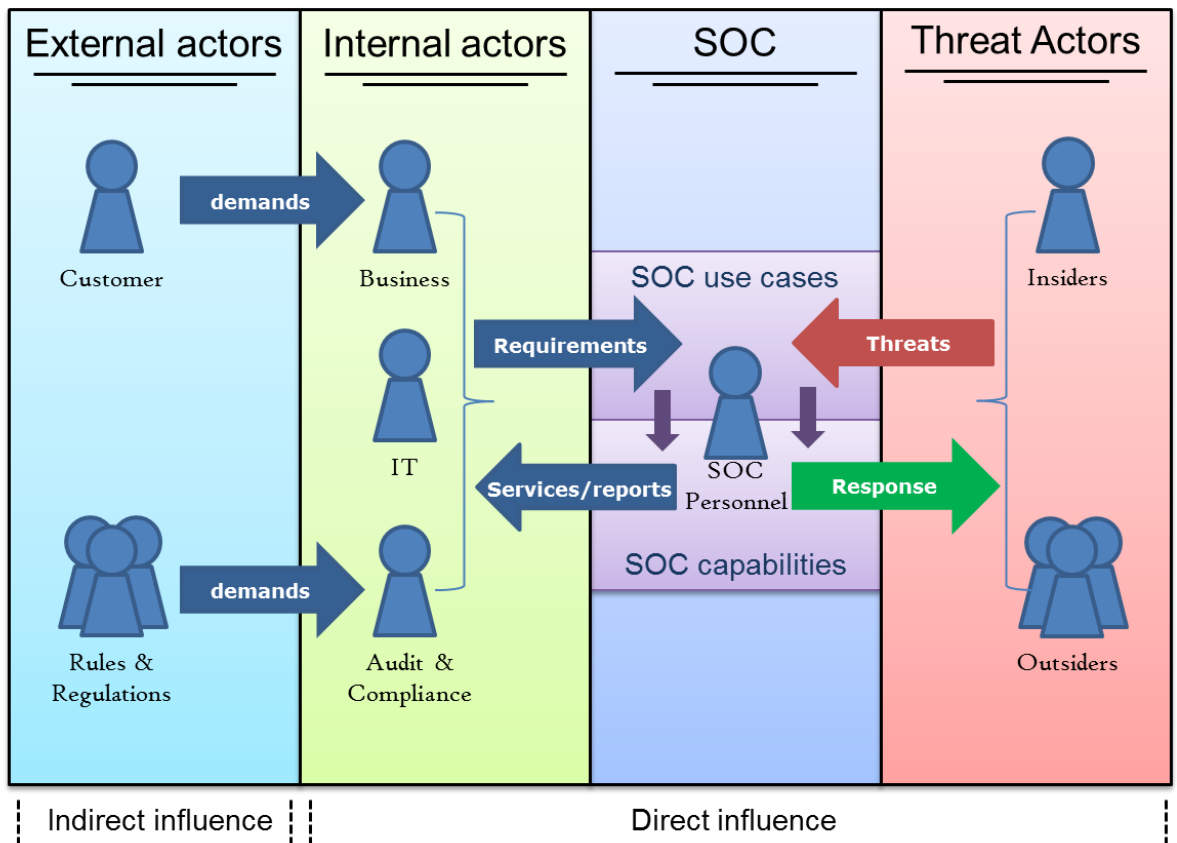 External actors
Internal actors
SOC
Threat Actors
demands
Customer
Business
Insiders
SOC use cases
Requirements
Threats
IT
SOC
Personnel
Services/reports
Response
SOC capabilities
demands
Rules &
Regulations
Audit &
Compliance
Outsiders
Indirect influence
Direct influence